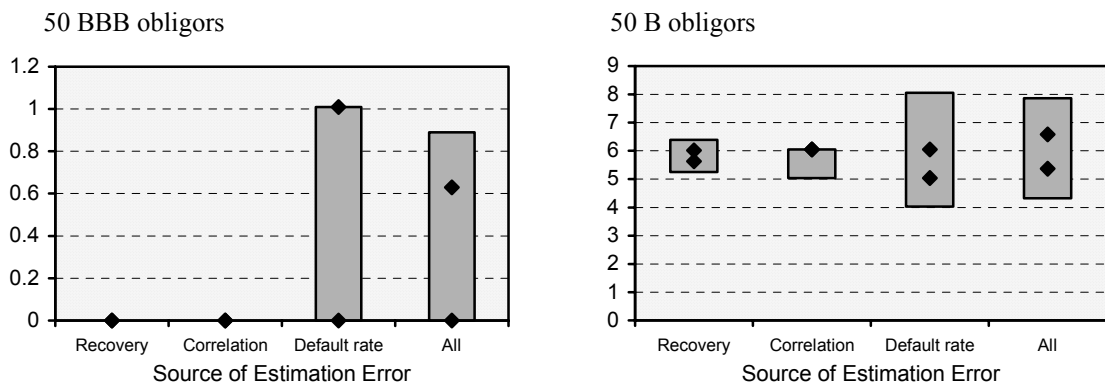 50 BBB obligors
1.2
1
0.8
0.6
0.4
0.2
0
Recovery Correlation Default rate All
Source of Estimation Error
50 B obligors
9
8
7
6
5
4
3
2
1
0
Recovery Correlation Default rate All
Source of Estimation Error